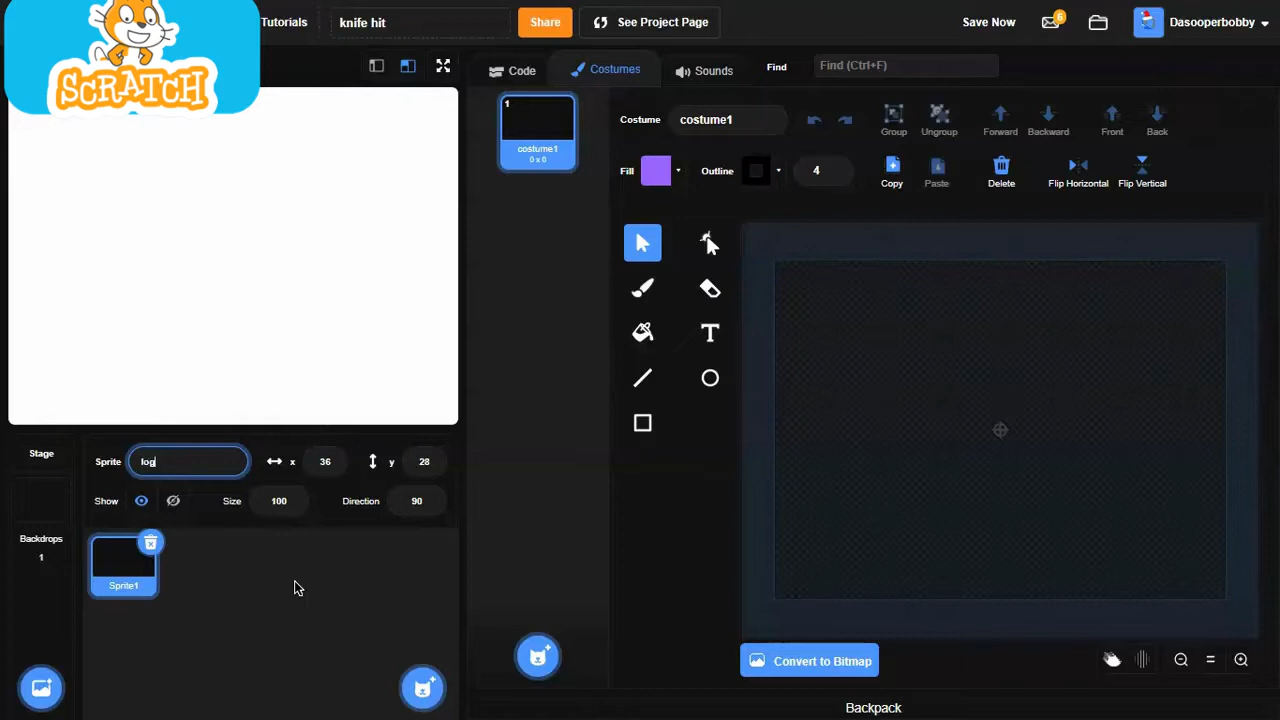 SCRATCH
Tutorials
knife hit
Share
See Project Page
Save Now
6
Dasooperbobby
Code
Costumes
Sounds
Find
Find (Ctrl+F)
1
costume1
0 x 0
Costume
costume1
Group
Ungroup
Forward
Backward
Front
Back
Fill
Outline
4
Copy
Paste
Delete
Flip Horizontal
Flip Vertical
Stage
Sprite
log
x
36
y
28
Show
Size
100
Direction
90
Backdrops
1
Sprite1
Convert to Bitmap
Backpack